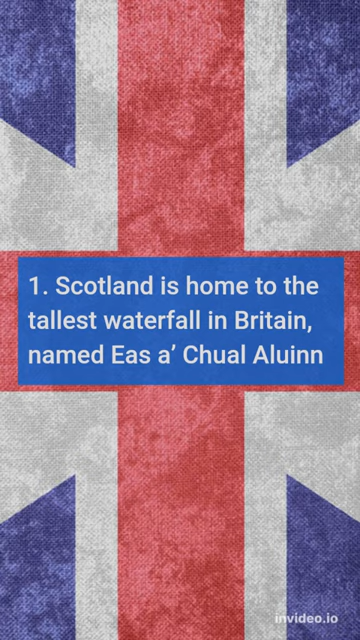 1. Scotland is home to the
tallest waterfall in Britain,
named Eas a’ Chual Aluinn
invideo.io